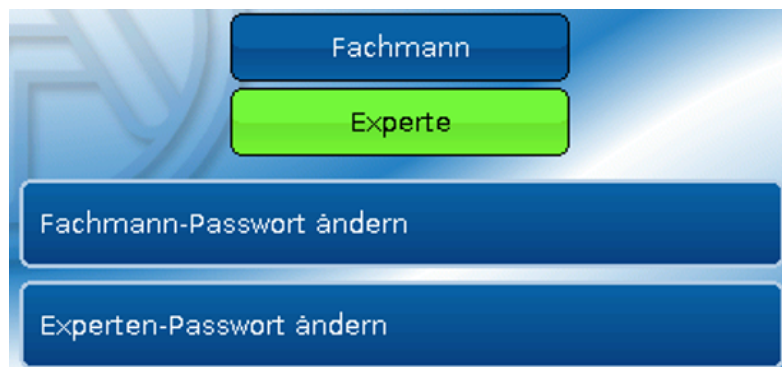 Fachmann
Experte
Fachmann-Passwort ändern
Experten-Passwort ändern